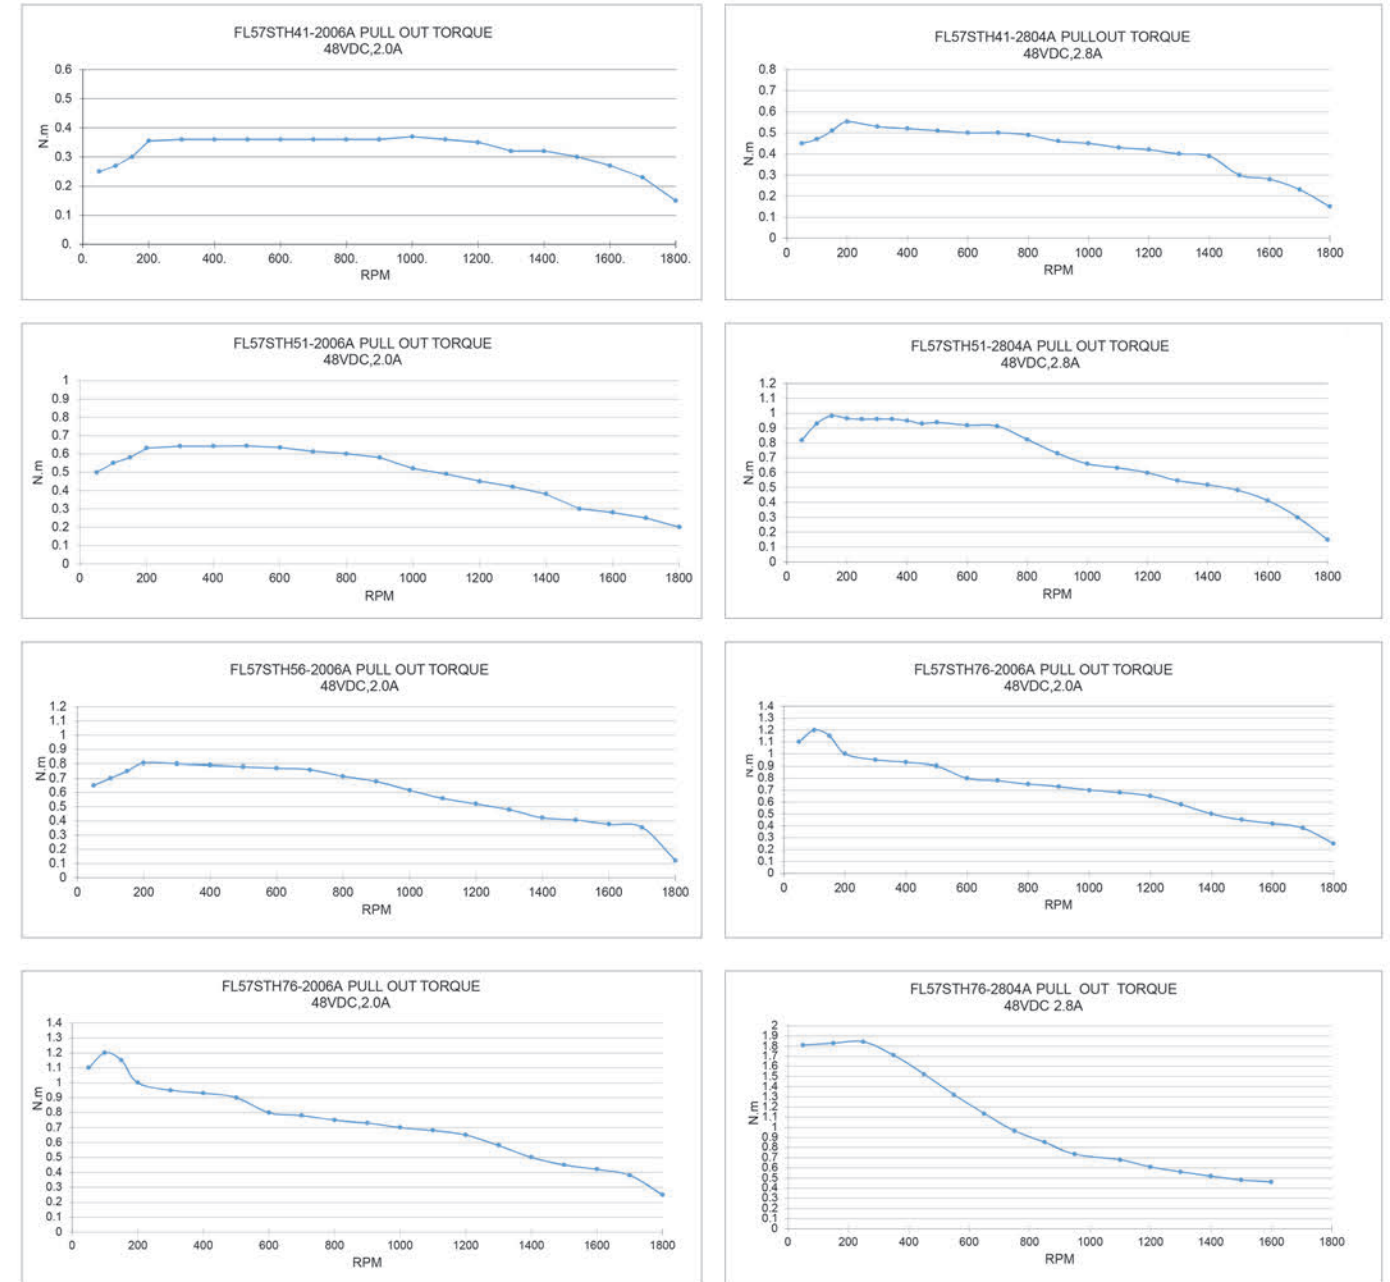 FL57STH41-2006A PULL OUT TORQUE
48VDC,2.0A
0.6
0.5
0.4
0.3
0.2
0.1
0.
N.m
0. 200. 400. 600. 800. 1000. 1200. 1400. 1600. 1800.
RPM
FL57STH41-2804A PULLOUT TORQUE
48VDC,2.8A
0.8
0.7
0.6
0.5
0.4
0.3
0.2
0.1
0
N.m
0 200 400 600 800 1000 1200 1400 1600 1800
RPM
FL57STH51-2006A PULL OUT TORQUE
48VDC,2.0A
1
0.9
0.8
0.7
0.6
0.5
0.4
0.3
0.2
0.1
0
N.m
0 200 400 600 800 1000 1200 1400 1600 1800
RPM
FL57STH51-2804A PULL OUT TORQUE
48VDC,2.8A
1.2
1.1
1
0.9
0.8
0.7
0.6
0.5
0.4
0.3
0.2
0.1
0
N.m
0 200 400 600 800 1000 1200 1400 1600 1800
RPM
FL57STH56-2006A PULL OUT TORQUE
48VDC,2.0A
1.2
1.1
1
0.9
0.8
0.7
0.6
0.5
0.4
0.3
0.2
0.1
0
N.m
0 200 400 600 800 1000 1200 1400 1600 1800
RPM
FL57STH76-2006A PULL OUT TORQUE
48VDC,2.0A
1.4
1.3
1.2
1.1
1
0.9
0.8
0.7
0.6
0.5
0.4
0.3
0.2
0.1
0
N.m
0 200 400 600 800 1000 1200 1400 1600 1800
RPM
FL57STH76-2006A PULL OUT TORQUE
48VDC,2.0A
1.4
1.3
1.2
1.1
1
0.9
0.8
0.7
0.6
0.5
0.4
0.3
0.2
0.1
0
N.m
0 200 400 600 800 1000 1200 1400 1600 1800
RPM
FL57STH76-2804A PULL OUT TORQUE
48VDC 2.8A
2
1.9
1.8
1.7
1.6
1.5
1.4
1.3
1.2
1.1
1
0.9
0.8
0.7
0.6
0.5
0.4
0.3
0.2
0.1
0
N.m
0 200 400 600 800 1000 1200 1400 1600 1800
RPM